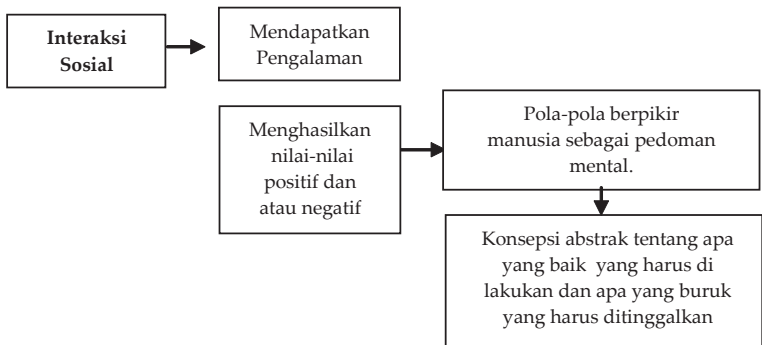 Interaksi
Sosial
Mendapatkan
Pengalaman
Menghasilkan
nilai-nilai
positif dan
atau negatif
Pola-pola berpikir
manusia sebagai pedoman
mental.
Konsepsi abstrak tentang apa
yang baik yang harus di
lakukan dan apa yang buruk
yang harus ditinggalkan